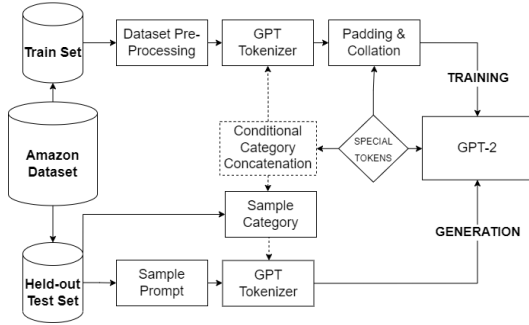 Train Set
Dataset Pre-
Processing
GPT
Tokenizer
Padding &
Collation
TRAINING
Amazon
Dataset
Conditional
Category
Concatenation
SPECIAL
TOKENS
GPT-2
Sample
Category
GENERATION
Held-out
Test Set
Sample
Prompt
GPT
Tokenizer